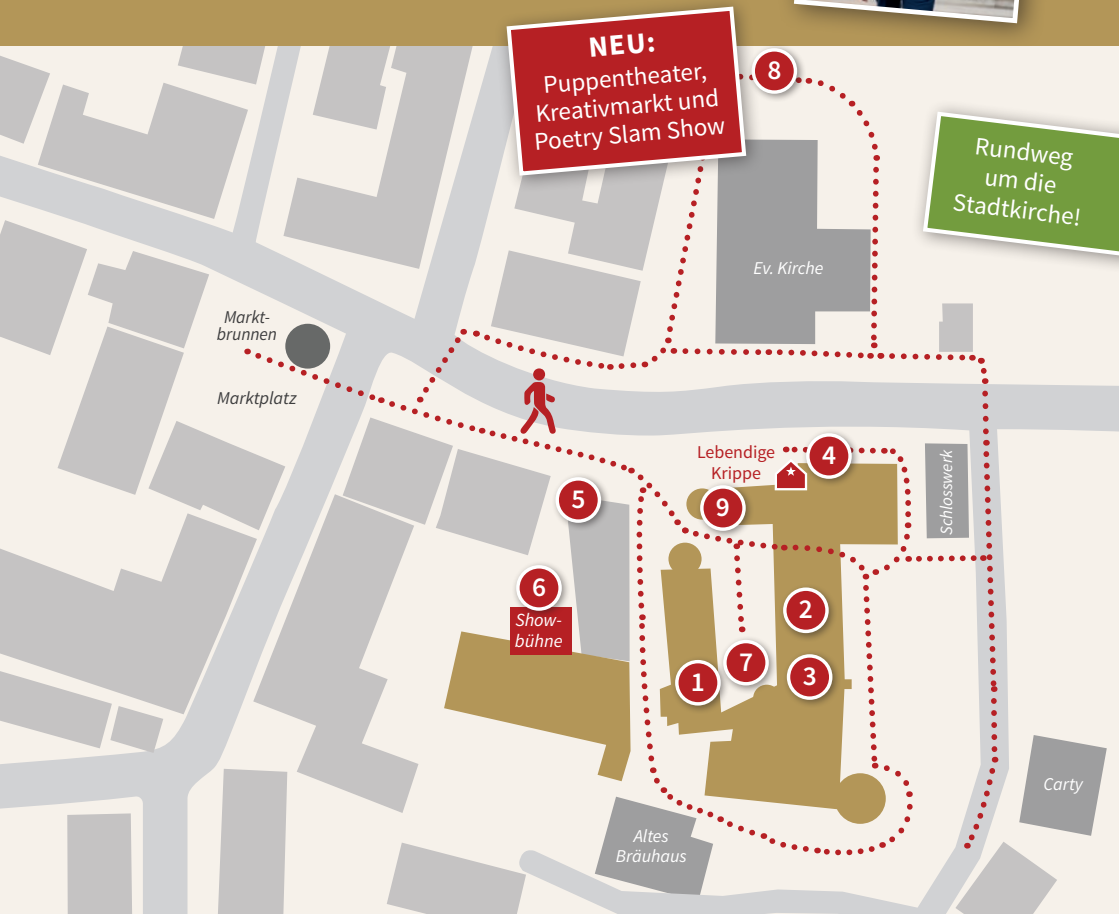 NEU:
Puppentheater,
Kreativmarkt und
Poetry Slam Show
8
Rundweg
um die
Stadtkirche!
Ev. Kirche
Markt-
brunnen
Marktplatz
Lebendige
Krippe
4
9
5
Schlosswerk
6
Show-
bühne
2
7
3
1
Carty
Altes
Bräuhaus